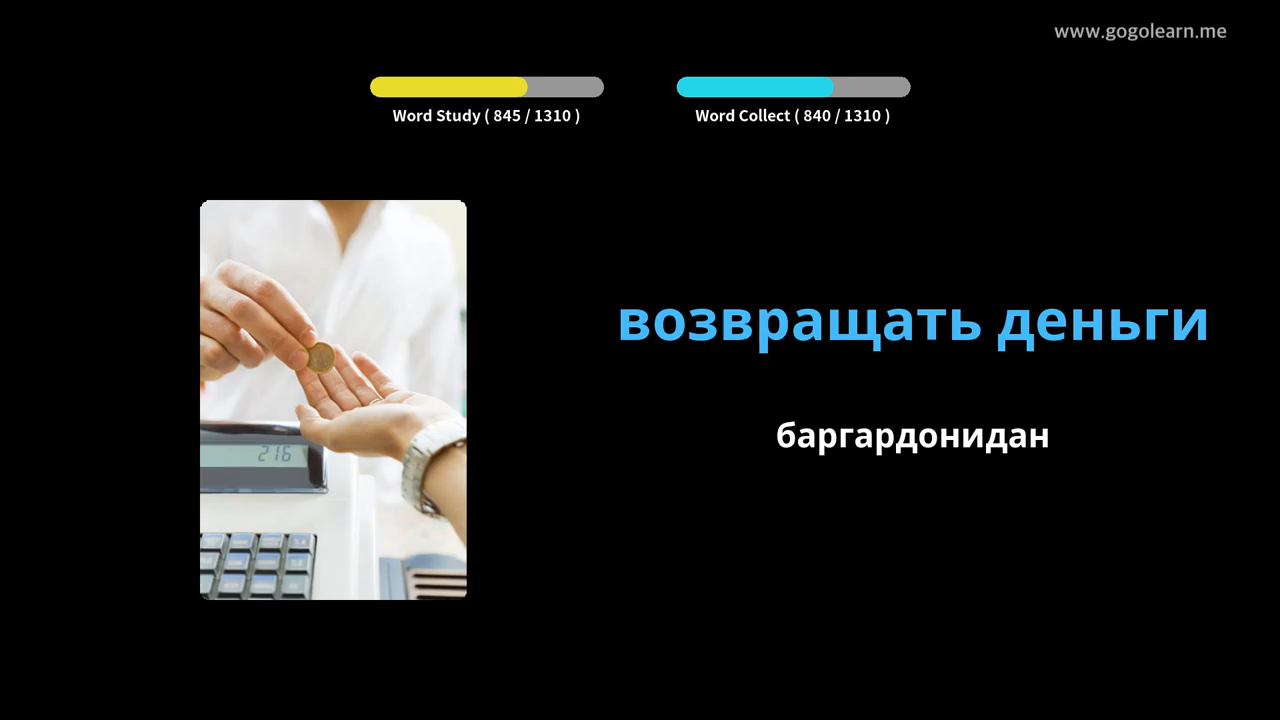 www.gogolearn.me
Word Study ( 845 / 1310 )
Word Collect ( 840 / 1310 )
возвращать деньги
баргардонидан
216